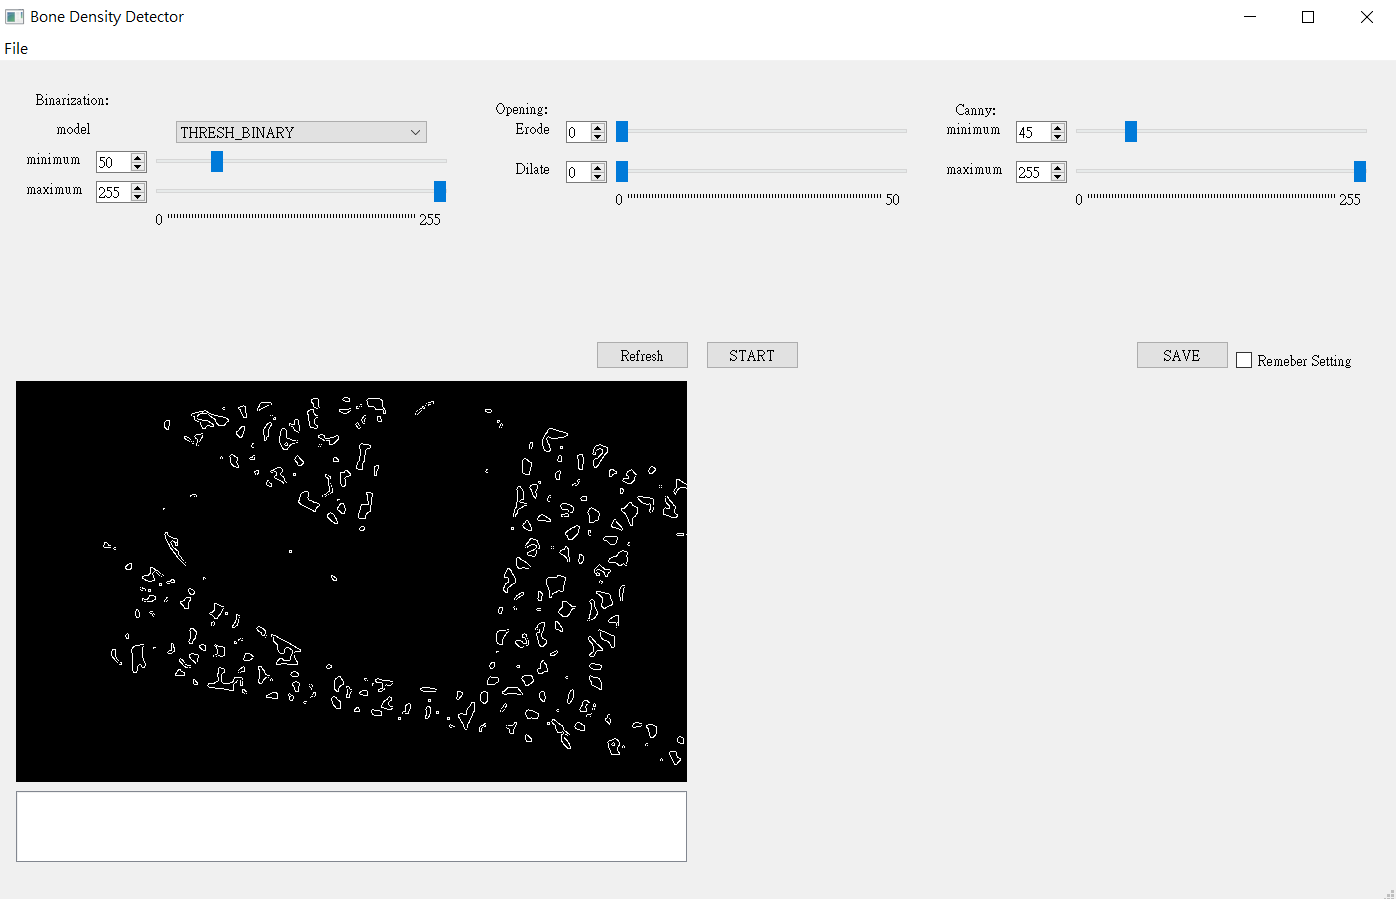 Bone Density Detector
File
Binarization:
model
THRESH_BINARY
minimum
50
maximum
255
0
255
Opening:
Erode
0
Dilate
0
0
50
Canny:
minimum
45
maximum
255
0
255
Refresh
START
SAVE
Remeber Setting